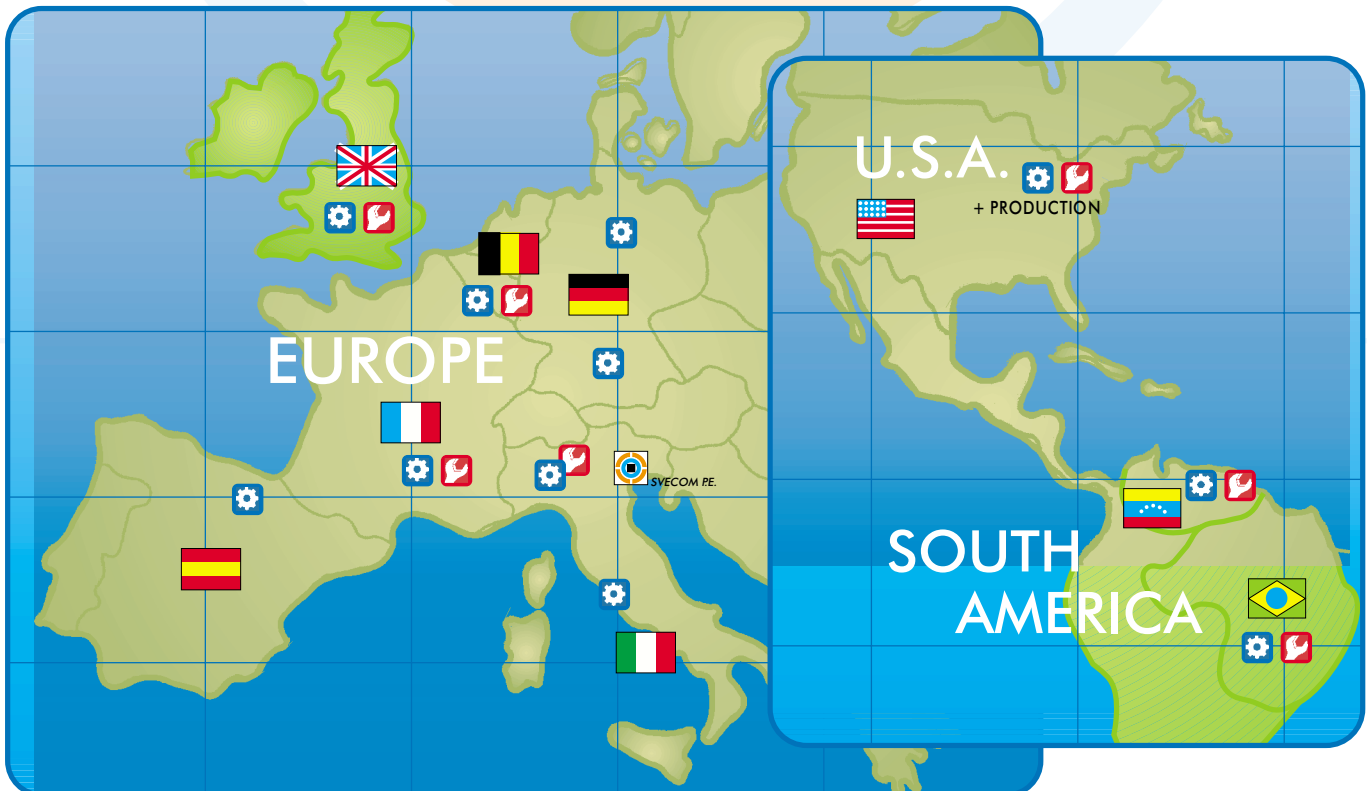 EUROPE
SVECOM P.E.
U.S.A.
+ PRODUCTION
SOUTH
AMERICA